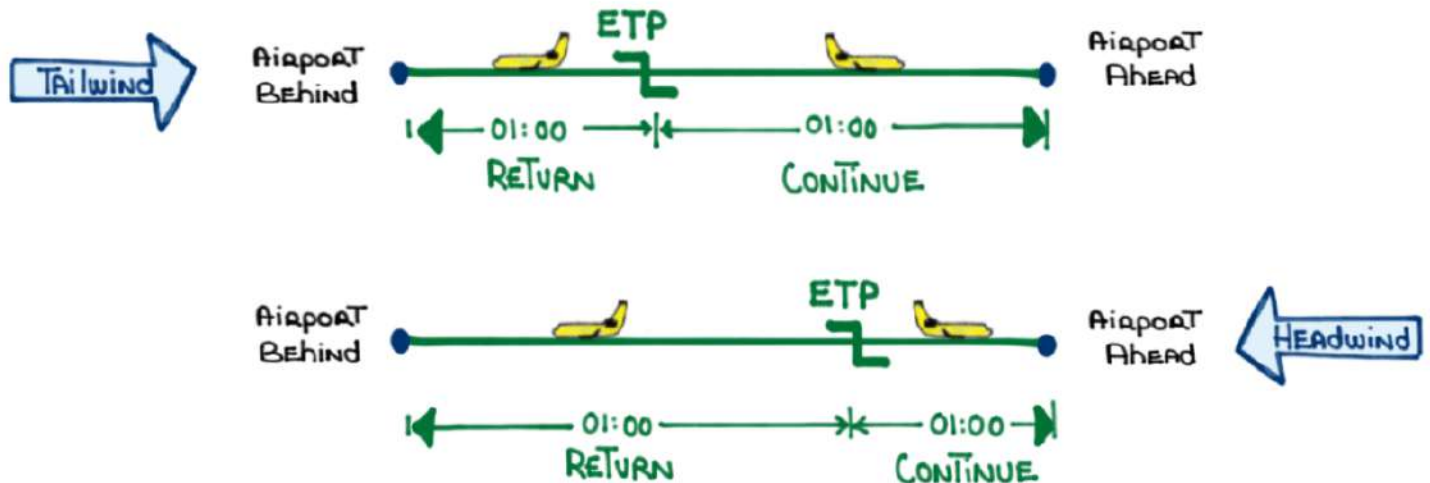 TAilwiNd
AiRPORT
BEhiNd
ETP
AiRPORT
AhEAd
01:00
01:00
RETURN
CONTiNUE
AiRPORT
BEhiNd
ETP
AiRPORT
AhEAd
HEAdwiNd
01:00
01:00
RETURN
CONTiNUE